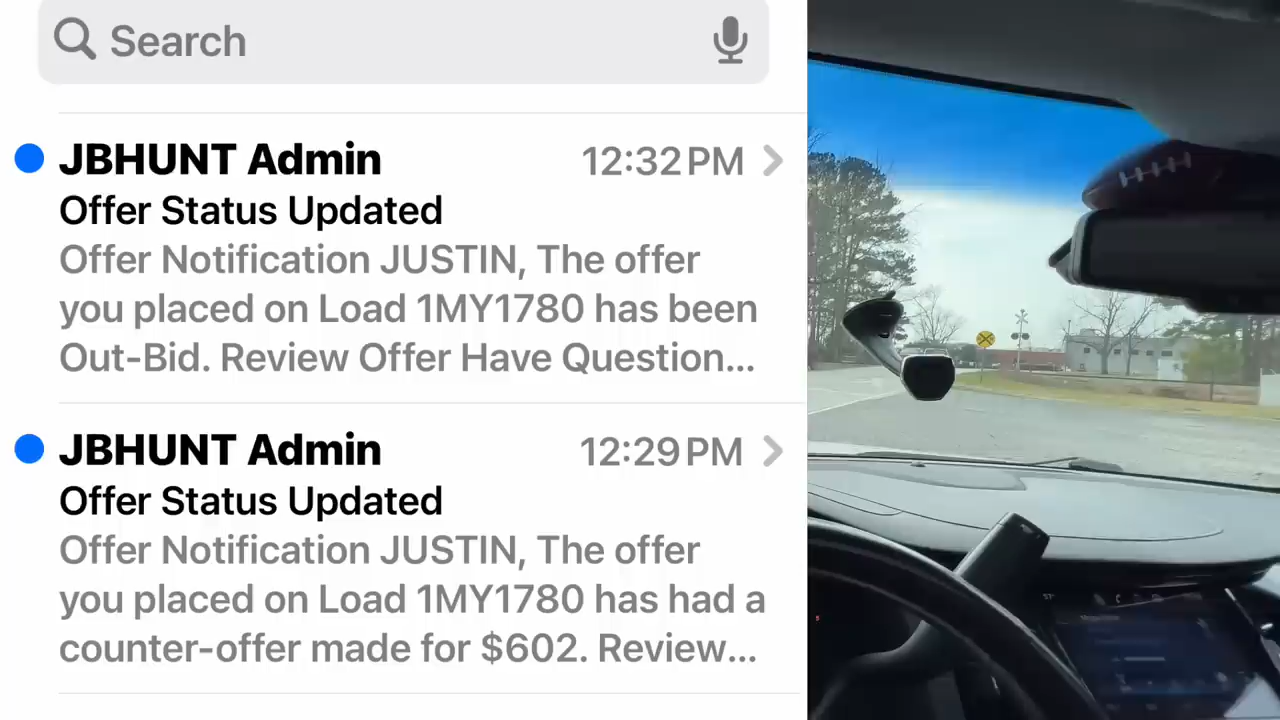 Search
JBHUNT Admin 12:32 PM
Offer Status Updated
Offer Notification JUSTIN, The offer
you placed on Load 1MY1780 has been
Out-Bid. Review Offer Have Question...
JBHUNT Admin 12:29 PM
Offer Status Updated
Offer Notification JUSTIN, The offer
you placed on Load 1MY1780 has had a
counter-offer made for $602. Review...